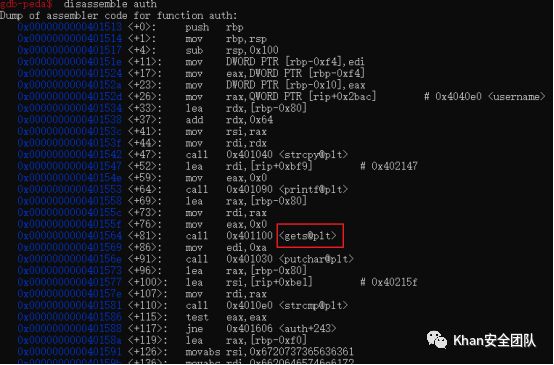 gdb-peda$ disassemble auth
Dump of assembler code for function auth:
0x0000000000401513 <+0>: push rbp
0x0000000000401514 <+1>: mov rbp,rsp
0x0000000000401517 <+4>: sub rsp,0x100
0x000000000040151e <+11>: mov DWORD PTR [rbp-0xf4],edi
0x0000000000401524 <+17>: mov eax,DWORD PTR [rbp-0xf4]
0x000000000040152a <+23>: mov DWORD PTR [rbp-0x10],eax
0x000000000040152d <+26>: mov rax,QWORD PTR [rip+0x2bac] # 0x4040e0 <username>
0x0000000000401534 <+33>: lea rdx,[rbp-0x80]
0x0000000000401538 <+37>: add rdx,0x64
0x000000000040153c <+41>: mov rsi,rax
0x000000000040153f <+44>: mov rdi,rdx
0x0000000000401542 <+47>: call 0x401040 <strcpy@plt>
0x0000000000401547 <+52>: lea rdi,[rip+0xbf9] # 0x402147
0x000000000040154e <+59>: mov eax,0x0
0x0000000000401553 <+64>: call 0x401090 <printf@plt>
0x0000000000401558 <+69>: lea rax,[rbp-0x80]
0x000000000040155c <+73>: mov rdi,rax
0x000000000040155f <+76>: mov eax,0x0
0x0000000000401564 <+81>: call 0x401100 <gets@plt>
0x0000000000401569 <+86>: mov edi,0xa
0x000000000040156e <+91>: call 0x401030 <putchar@plt>
0x0000000000401573 <+96>: lea rax,[rbp-0x80]
0x0000000000401577 <+100>: lea rsi,[rip+0xbe1] # 0x40215f
0x000000000040157e <+107>: mov rdi,rax
0x0000000000401581 <+110>: call 0x4010e0 <strcmp@plt>
0x0000000000401586 <+115>: test eax,eax
0x0000000000401588 <+117>: jne 0x401606 <auth+243>
0x000000000040158a <+119>: lea rax,[rbp-0xf0]
0x0000000000401591 <+126>: movabs rsi,0x6720737365636361
Khan安全团队